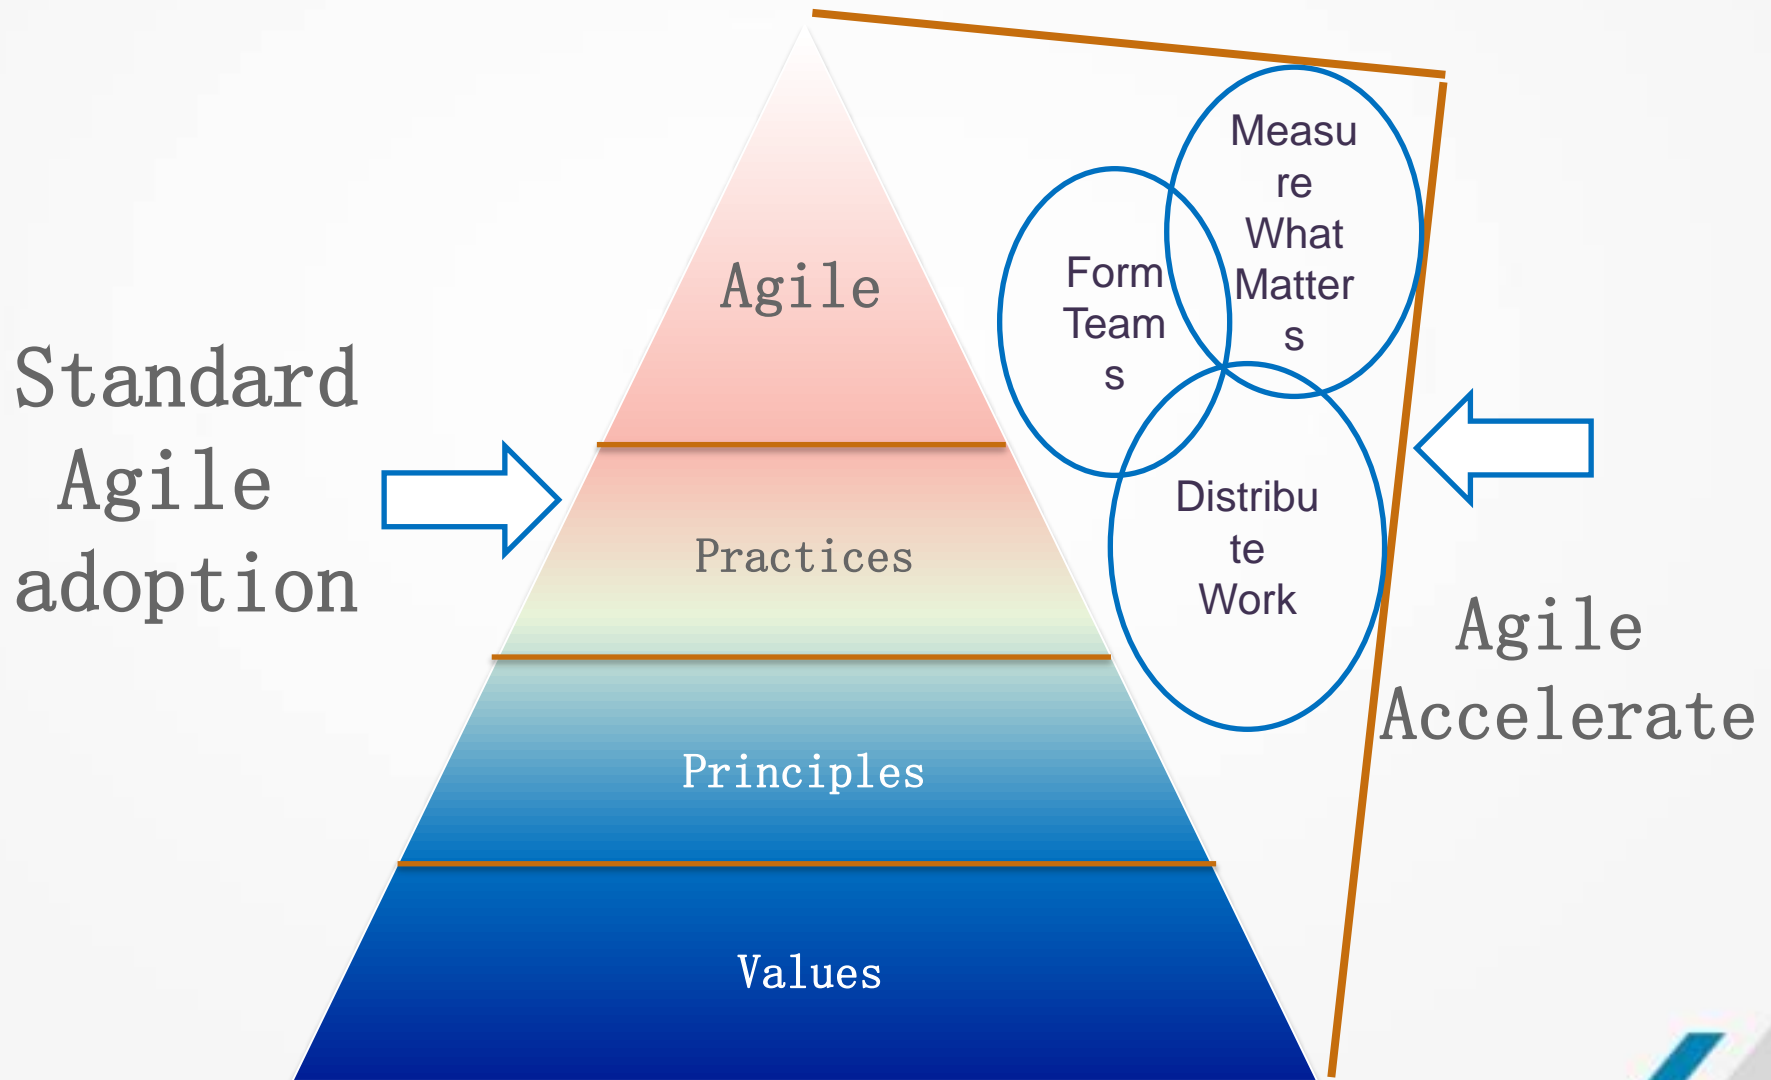 Standard
Agile
adoption
Agile
Practices
Principles
Values
Form
Team
s
Measu
re
What
Matter
s
Distribu
te
Work
Agile
Accelerate